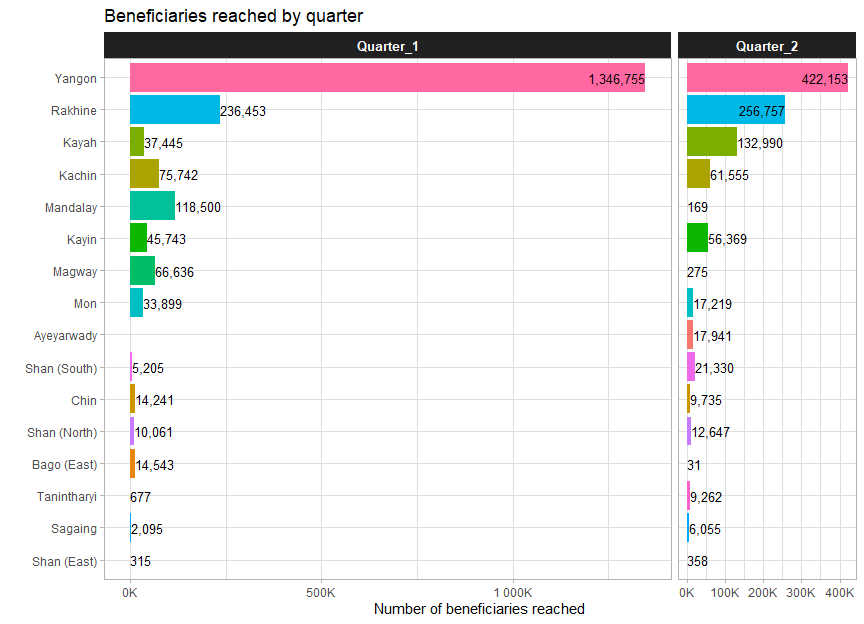 Beneficiaries reached by quarter
Quarter_1 Quarter_2
Yangon 1,346,755 422,153
Rakhine 236,453 256,757
Kayah 37,445 132,990
Kachin 75,742 61,555
Mandalay 118,500 169
Kayin 45,743 56,369
Magway 66,636 275
Mon 33,899 17,219
Ayeyarwady 17,941
Shan (South) 5,205 21,330
Chin 14,241 9,735
Shan (North) 10,061 12,647
Bago (East) 14,543 31
Tanintharyi 677 9,262
Sagaing 2,095 6,055
Shan (East) 315 358
0K 500K 1 000K 0K 100K 200K 300K 400K
Number of beneficiaries reached